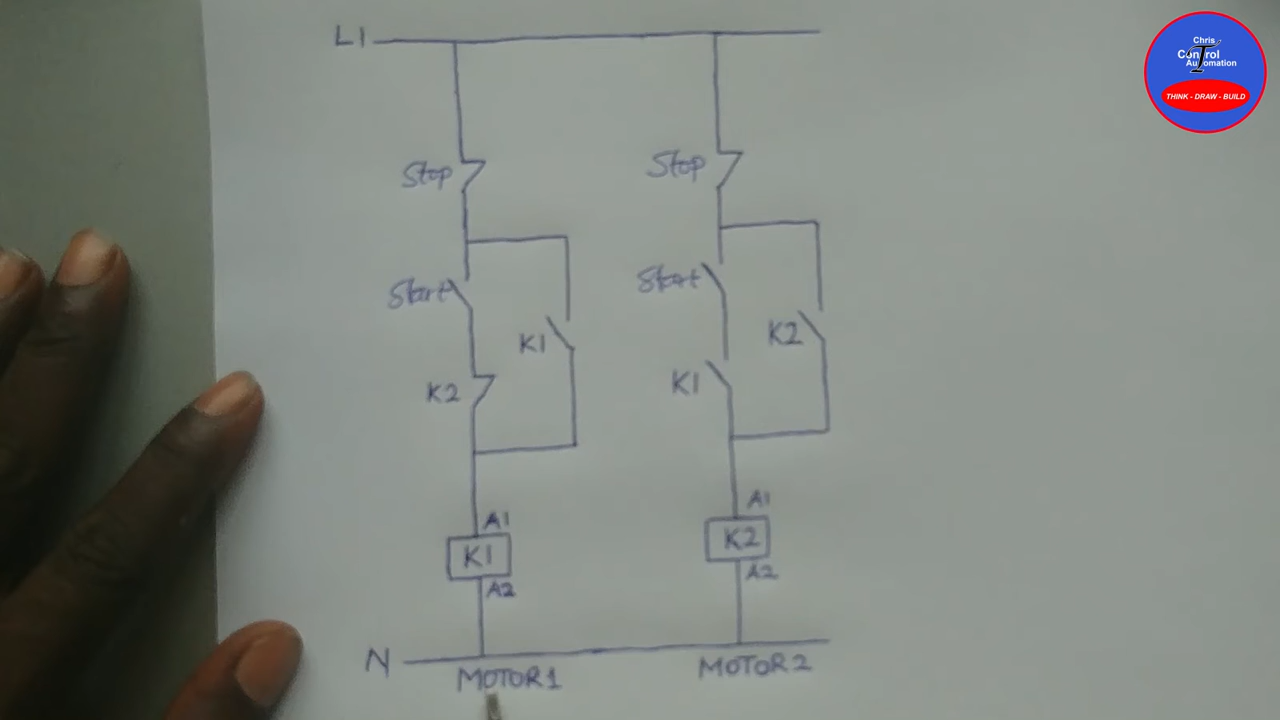 L1
Chris
Control
Automation
THINK - DRAW - BUILD
Stop
Stop
Start
K1
Start
K2
K2
K1
A1
K1
A2
A1
K2
A2
N
MOTOR1
MOTOR2